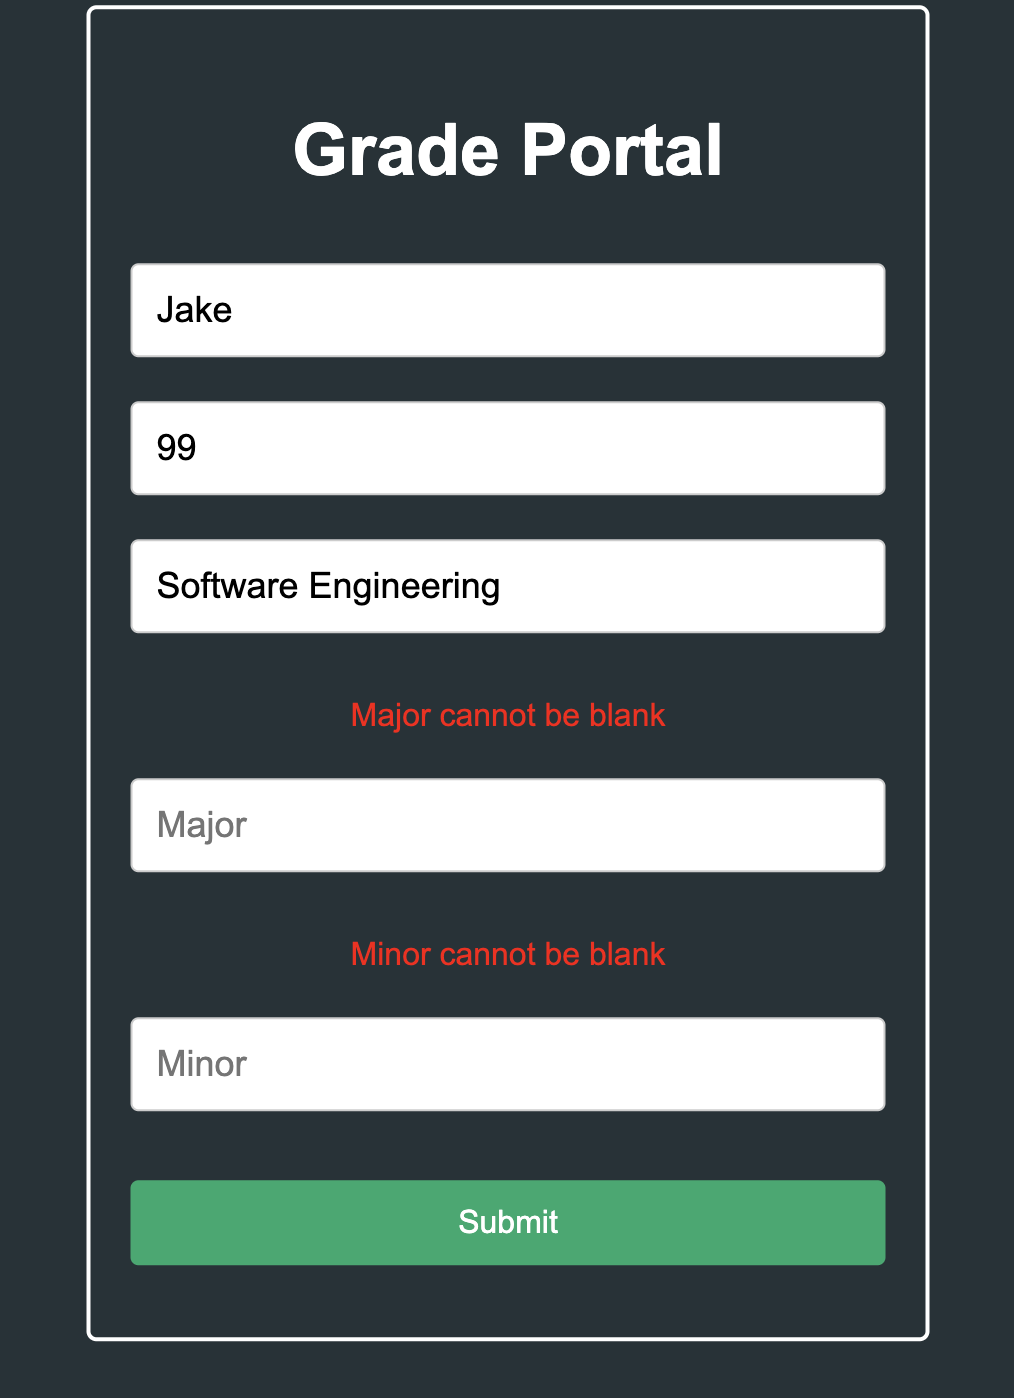 Grade Portal
Jake
99
Software Engineering
Major cannot be blank
Major
Minor cannot be blank
Minor
Submit